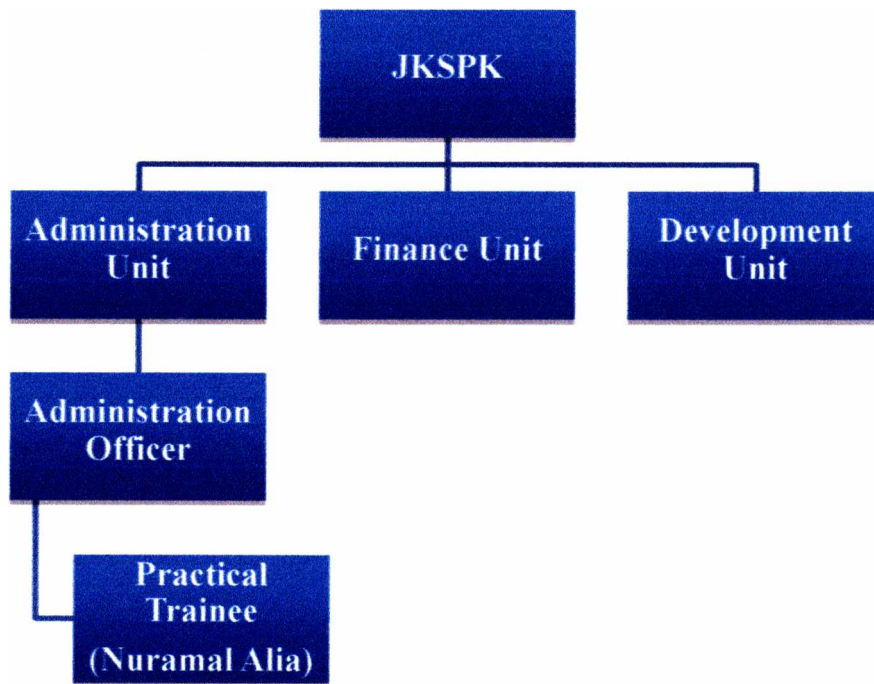 JKSPK
Administration
Unit
Finance Unit
Development
Unit
Administration
Officer
Practical
Trainee
(Nuramal Alia)